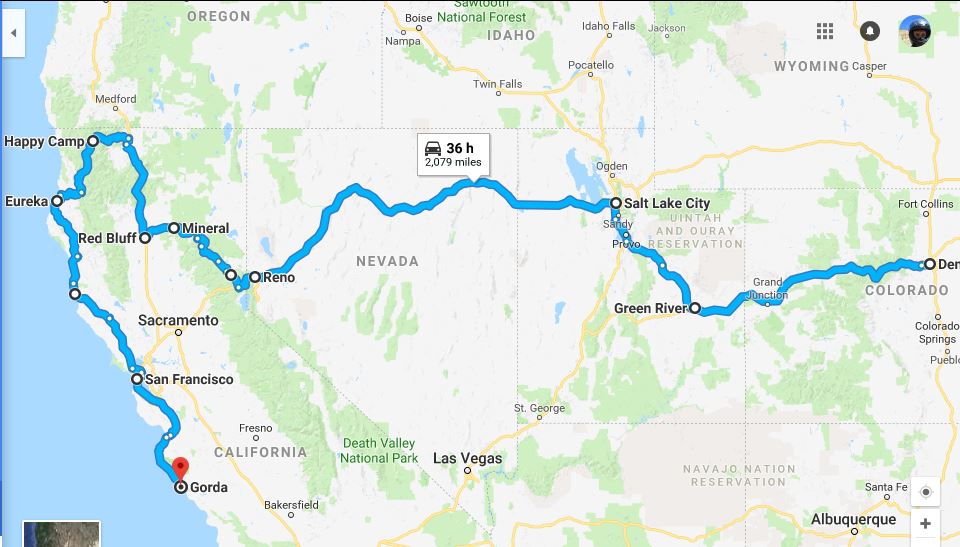 OREGON
Boise
Nampa
Sawtooth
National Forest
IDAHO
Idaho Falls
Jackson
Pocatello
WYOMING
Casper
Twin Falls
Medford
Happy Camp
36 h
2,079 miles
Ogden
Eureka
Salt Lake City
Fort Collins
Red Bluff
Mineral
Sandy
Provo
UINTAH
AND OURAY
RESERVATION
NEVADA
Reno
Den
Grand
Junction
COLORADO
Green River
Sacramento
Colorado
Springs
Pueblo
San Francisco
St. George
Fresno
CALIFORNIA
Death Valley
National Park
Las Vegas
NAVAJO NATION
RESERVATION
Gorda
Santa Fe
Bakersfield
Albuquerque